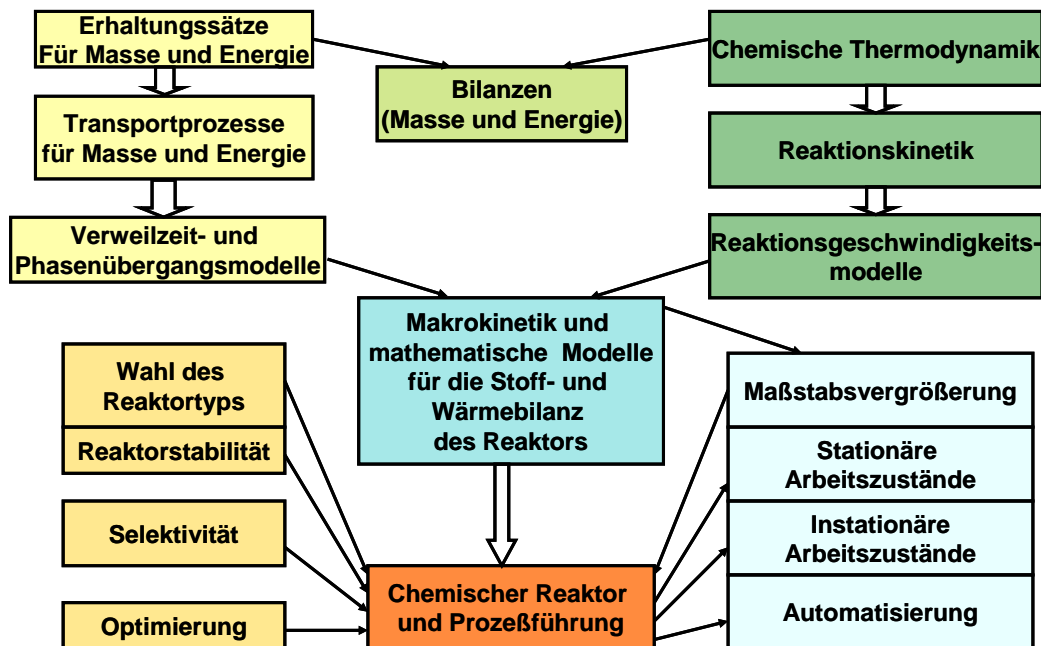 Erhaltungssätze
Für Masse und Energie
Chemische Thermodynamik
Bilanzen
(Masse und Energie)
Transportprozesse
für Masse und Energie
Reaktionskinetik
Verweilzeit- und
Phasenübergangsmodelle
Reaktionsgeschwindigkeits-
modelle
Makrokinetik und
mathematische Modelle
für die Stoff- und
Wärmebilanz
des Reaktors
Wahl des
Reaktortyps
Reaktorstabilität
Selektivität
Optimierung
Maßstabsvergrößerung
Stationäre
Arbeitszustände
Instationäre
Arbeitszustände
Automatisierung
Chemischer Reaktor
und Prozeßführung